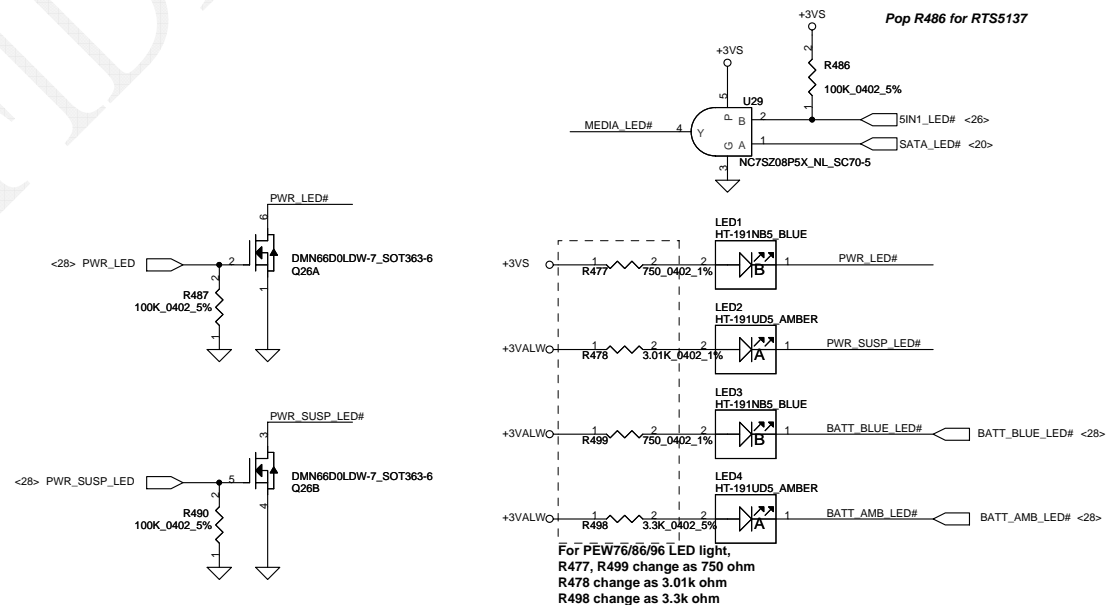 Pop R486 for RTS5137
+3VS
+3VS
2
R486
100K_0402_5%
1
5
U29
P
B
2
5IN1_LED# <26>
MEDIA_LED#
4
Y
G
A
1
SATA_LED# <20>
3
NC7SZ08P5X_NL_SC70-5
PWR_LED#
6
<28> PWR_LED
2
DMN66D0LDW-7_SOT363-6
Q26A
1
2
R487
100K_0402_5%
1
LED1
HT-191NB5_BLUE
+3VS
1
R477
2
750_0402_1%
2
B
1
PWR_LED#
LED2
HT-191UD5_AMBER
+3VALW
1
R478
2
3.01K_0402_1%
2
A
1
PWR_SUSP_LED#
LED3
HT-191NB5_BLUE
+3VALW
1
R499
2
750_0402_1%
2
B
1
BATT_BLUE_LED#
BATT_BLUE_LED# <28>
LED4
HT-191UD5_AMBER
+3VALW
1
R498
2
3.3K_0402_5%
2
A
1
BATT_AMB_LED#
BATT_AMB_LED# <28>
PWR_SUSP_LED#
3
<28> PWR_SUSP_LED
5
DMN66D0LDW-7_SOT363-6
Q26B
4
2
R490
100K_0402_5%
1
For PEW76/86/96 LED light,
R477, R499 change as 750 ohm
R478 change as 3.01k ohm
R498 change as 3.3k ohm